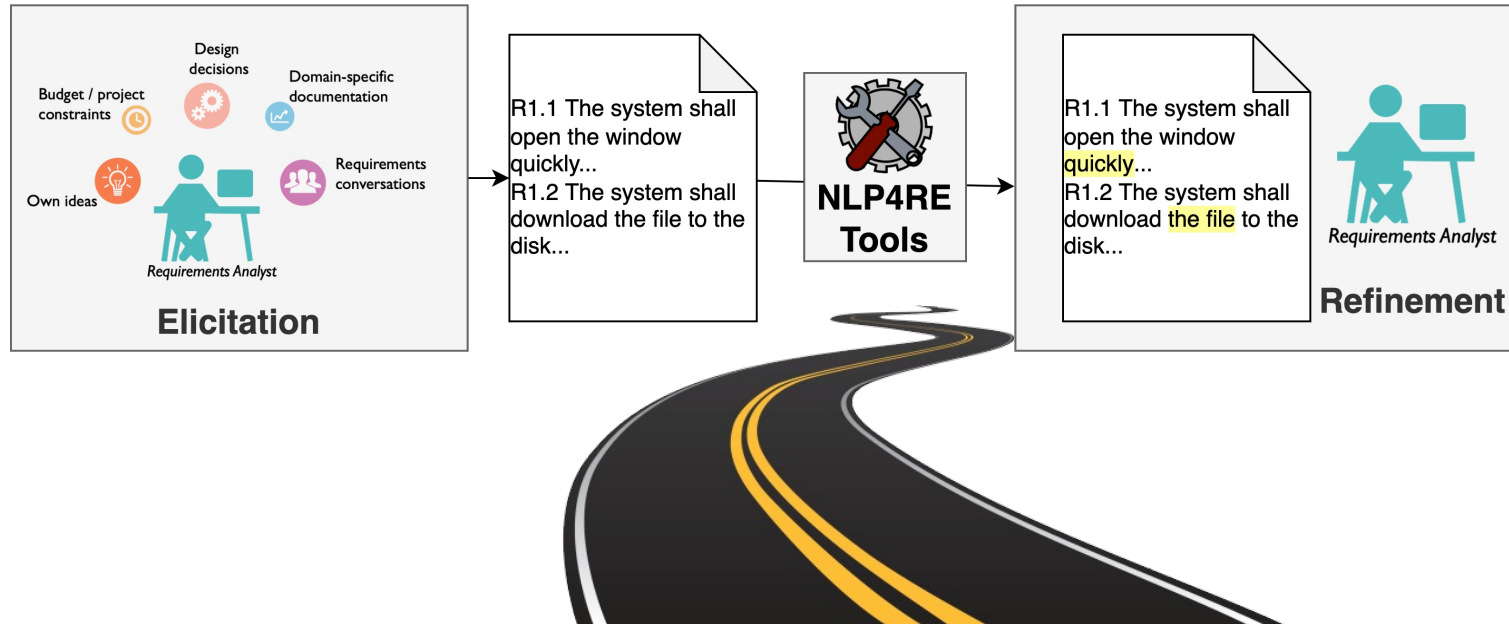 Design
decisions
Domain-specific
documentation
Budget / project
constraints
Requirements
conversations
Own ideas
Requirements Analyst
Elicitation
R1.1 The system shall
open the window
quickly...
R1.2 The system shall
download the file to the
disk...
NLP4RE
Tools
R1.1 The system shall
open the window
quickly...
R1.2 The system shall
download the file to the
disk...
Requirements Analyst
Refinement